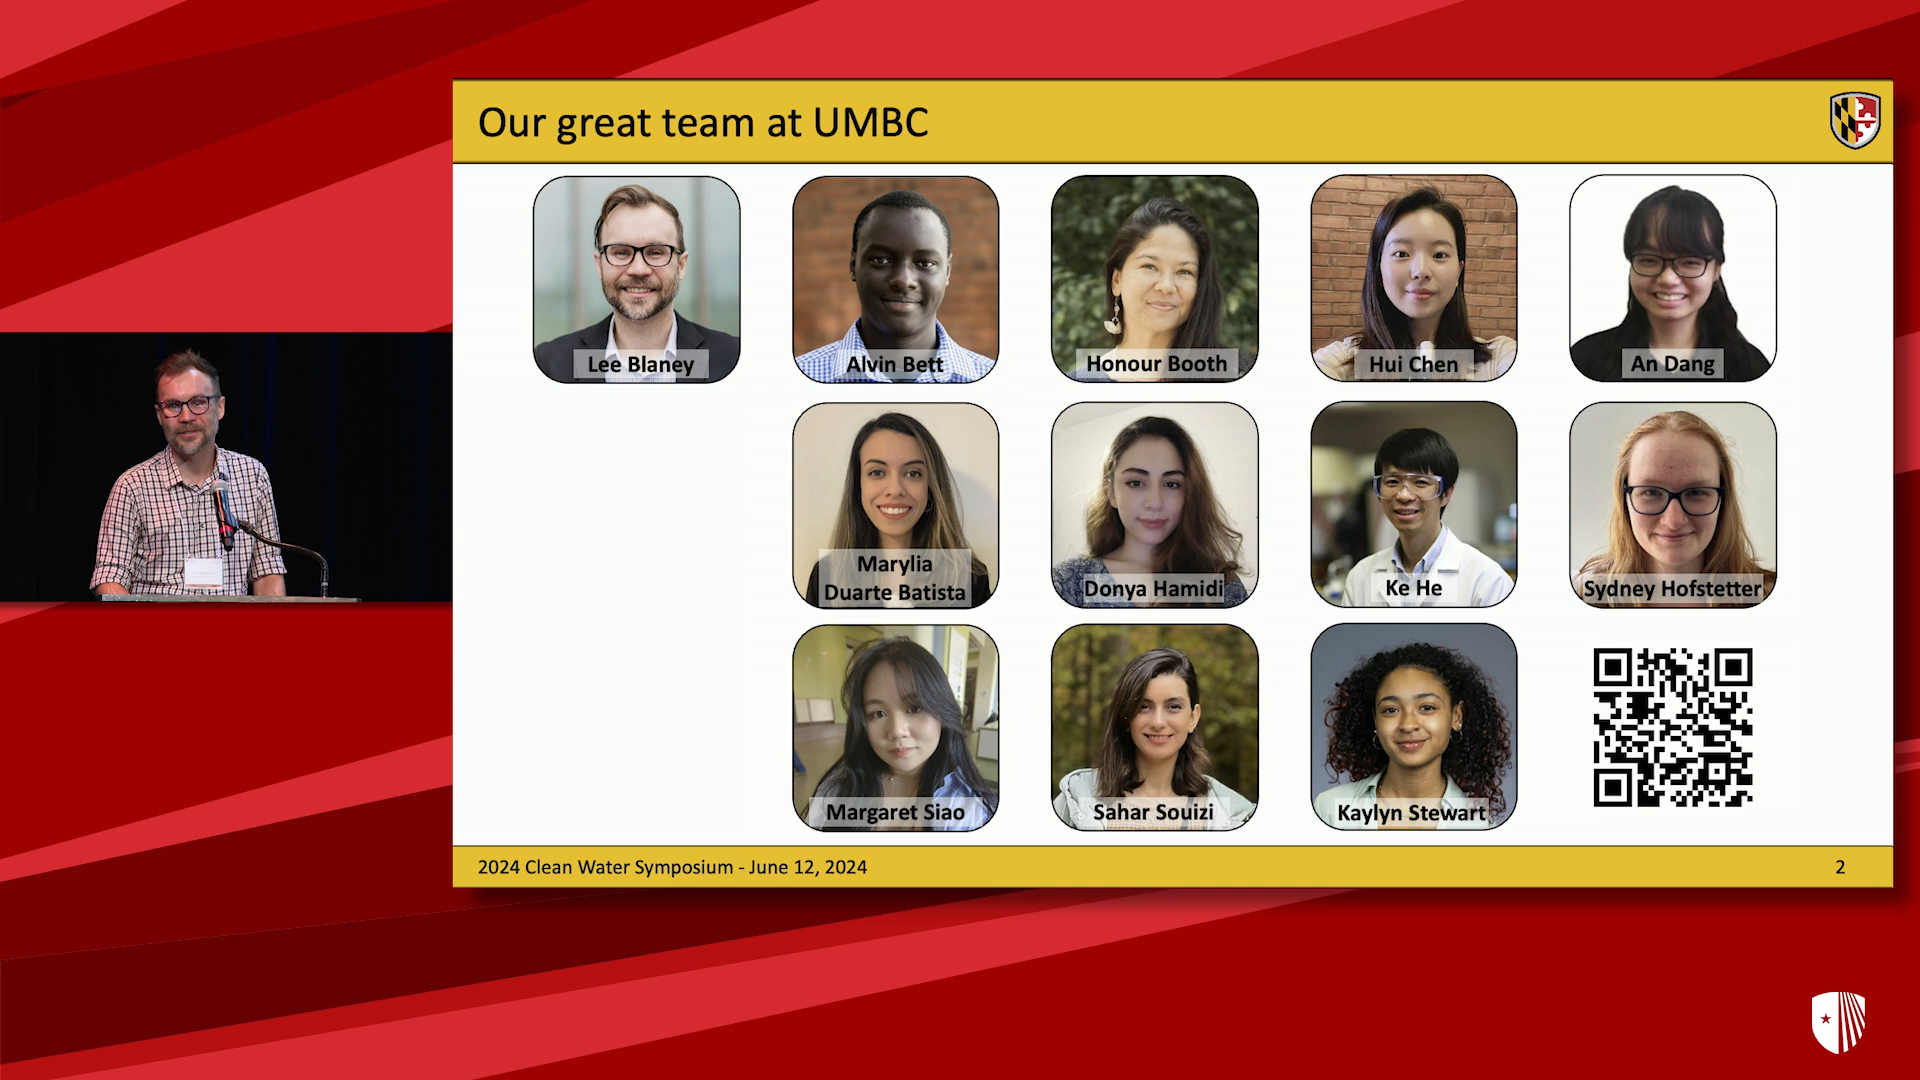 Our great team at UMBC
Lee Blaney
Alvin Bett
Honour Booth
Hui Chen
An Dang
Marylia
Duarte Batista
Donya Hamidi
Ke He
Sydney Hofstetter
Margaret Siao
Sahar Souizi
Kaylyn Stewart
2024 Clean Water Symposium - June 12, 2024
2